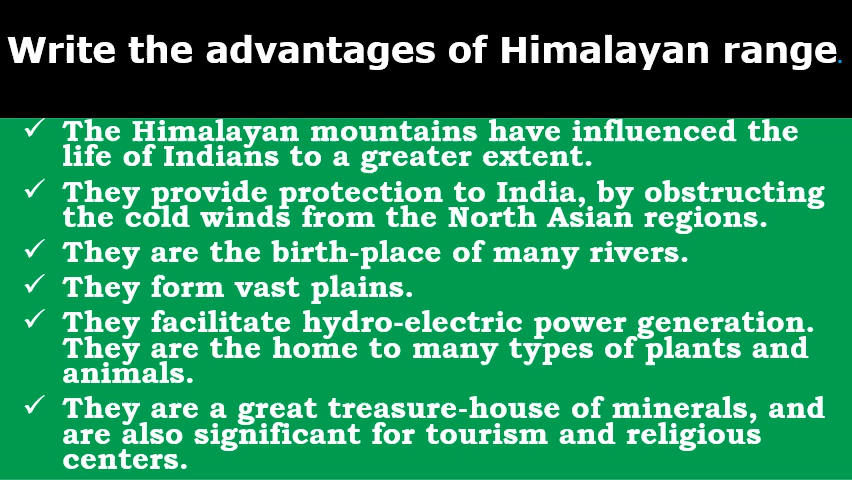 Write the advantages of Himalayan range.
✓ The Himalayan mountains have influenced the
life of Indians to a greater extent.
✓ They provide protection to India, by obstructing
the cold winds from the North Asian regions.
✓ They are the birth-place of many rivers.
✓ They form vast plains.
✓ They facilitate hydro-electric power generation.
They are the home to many types of plants and
animals.
✓ They are a great treasure-house of minerals, and
are also significant for tourism and religious
centers.